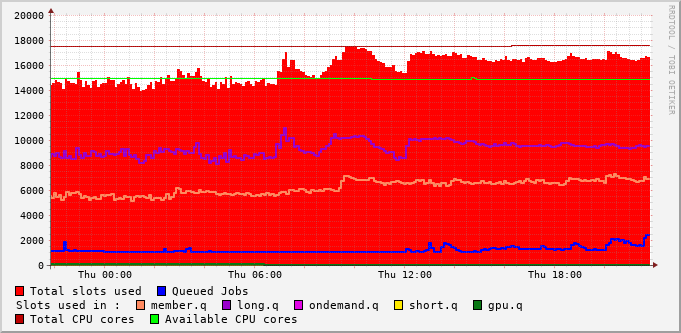 20000
18000
16000
14000
12000
10000
8000
6000
4000
2000
0
Thu 00:00 Thu 06:00 Thu 12:00 Thu 18:00
RRDTOOL / TOBI OETIKER
Total slots used Queued Jobs
Slots used in : member.q long.q ondemand.q short.q gpu.q
Total CPU cores Available CPU cores